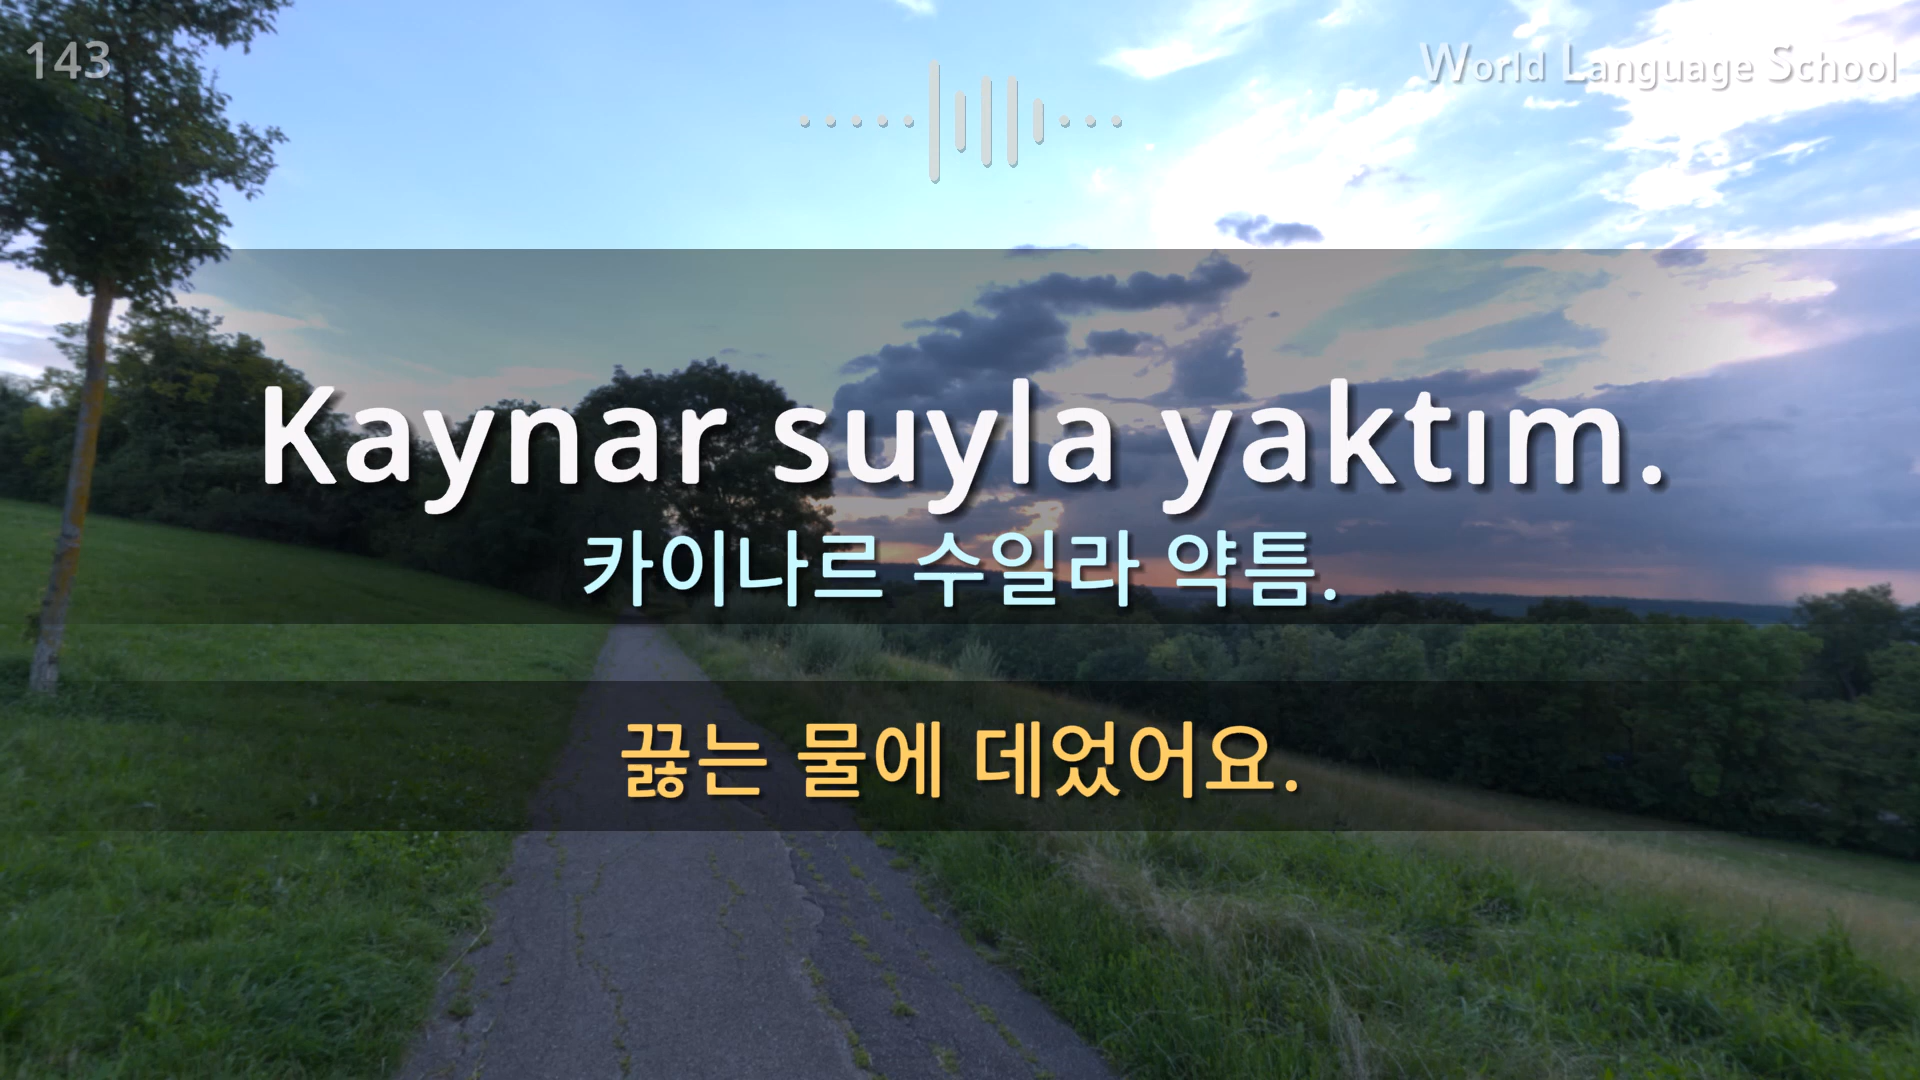 143
World Language School
Kaynar suyla yaktım.
카이나르 수일라 약틈.
끓는 물에 데었어요.